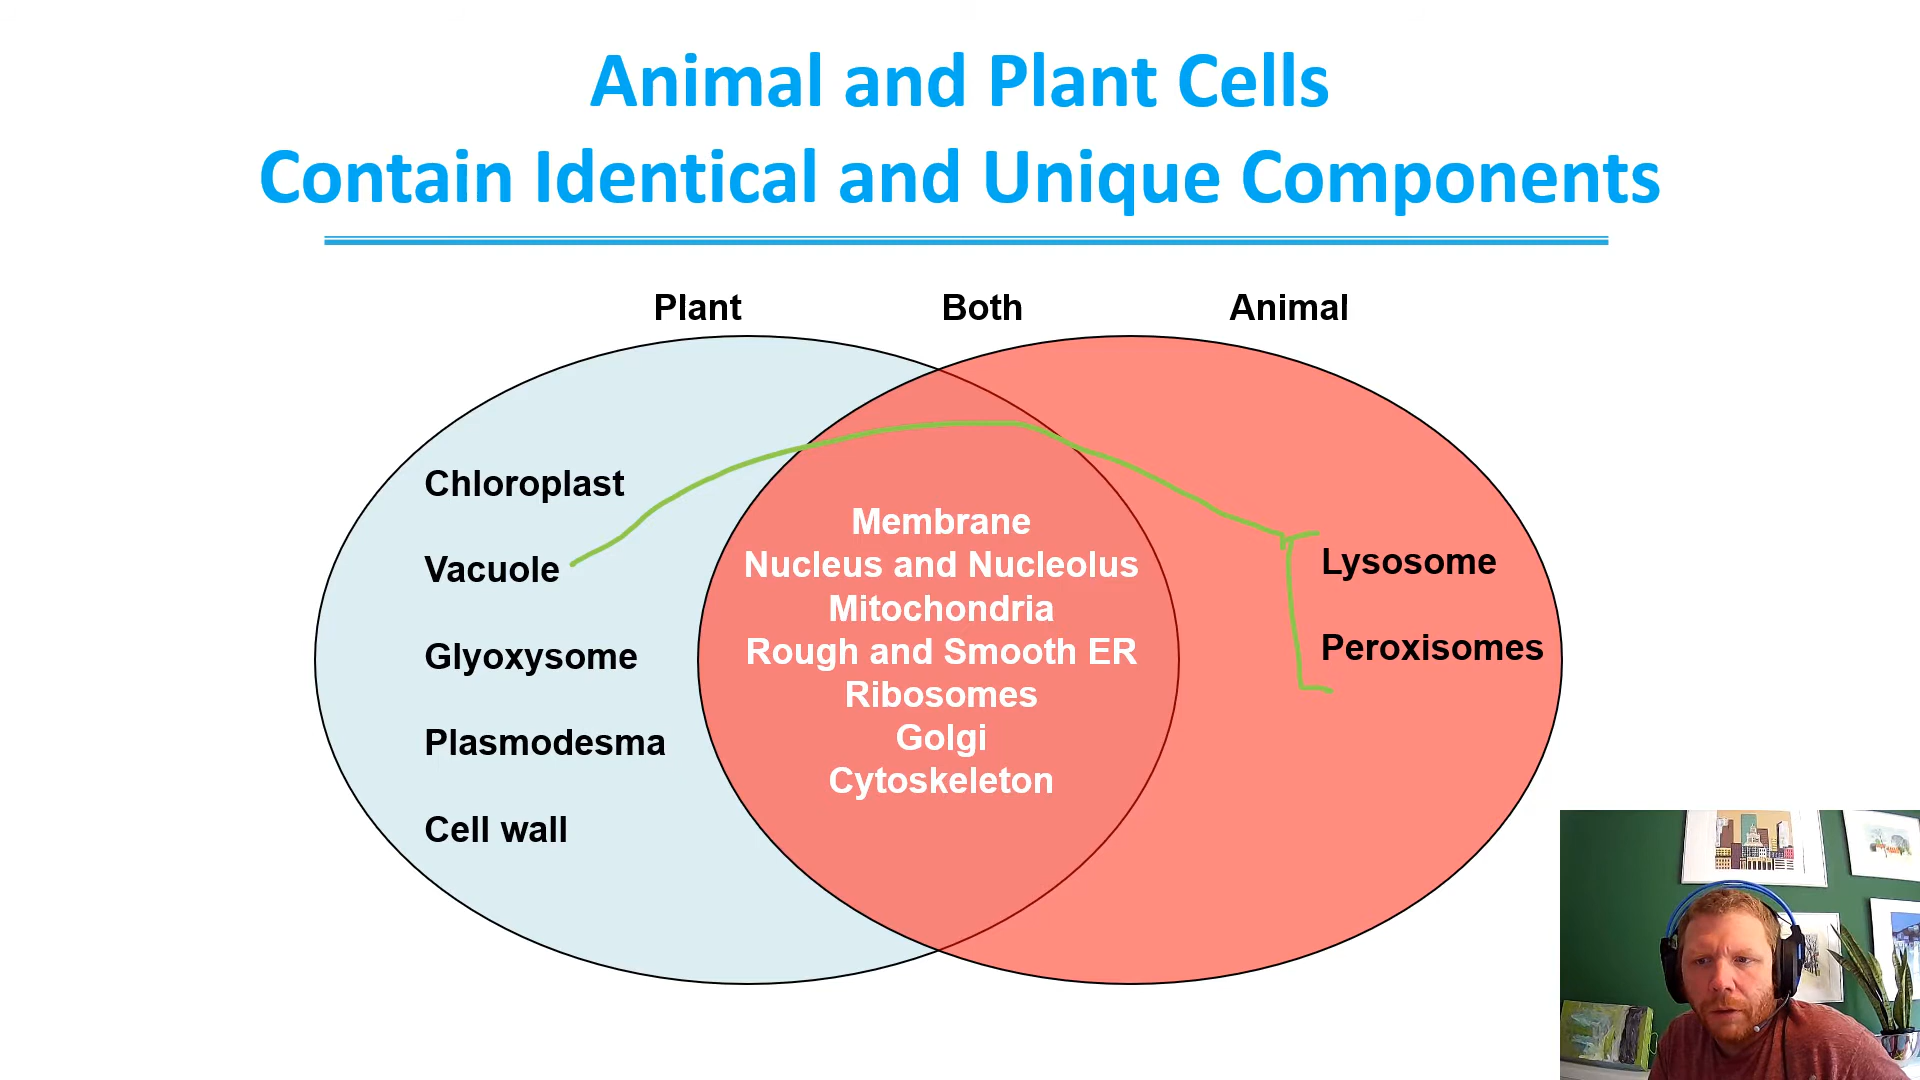 Animal and Plant Cells
Contain Identical and Unique Components
Plant
Both
Animal
Chloroplast
Vacuole
Glyoxysome
Plasmodesma
Cell wall
Membrane
Nucleus and Nucleolus
Mitochondria
Rough and Smooth ER
Ribosomes
Golgi
Cytoskeleton
Lysosome
Peroxisomes